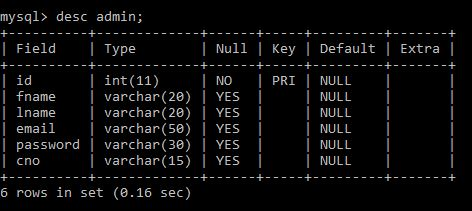 mysql> desc admin;
+----------+-------------+------+-----+---------+-------+
| Field    | Type        | Null | Key | Default | Extra |
+----------+-------------+------+-----+---------+-------+
| id       | int(11)     | NO   | PRI | NULL    |       |
| fname    | varchar(20) | YES  |     | NULL    |       |
| lname    | varchar(20) | YES  |     | NULL    |       |
| email    | varchar(50) | YES  |     | NULL    |       |
| password | varchar(30) | YES  |     | NULL    |       |
| cno      | varchar(15) | YES  |     | NULL    |       |
+----------+-------------+------+-----+---------+-------+
6 rows in set (0.16 sec)